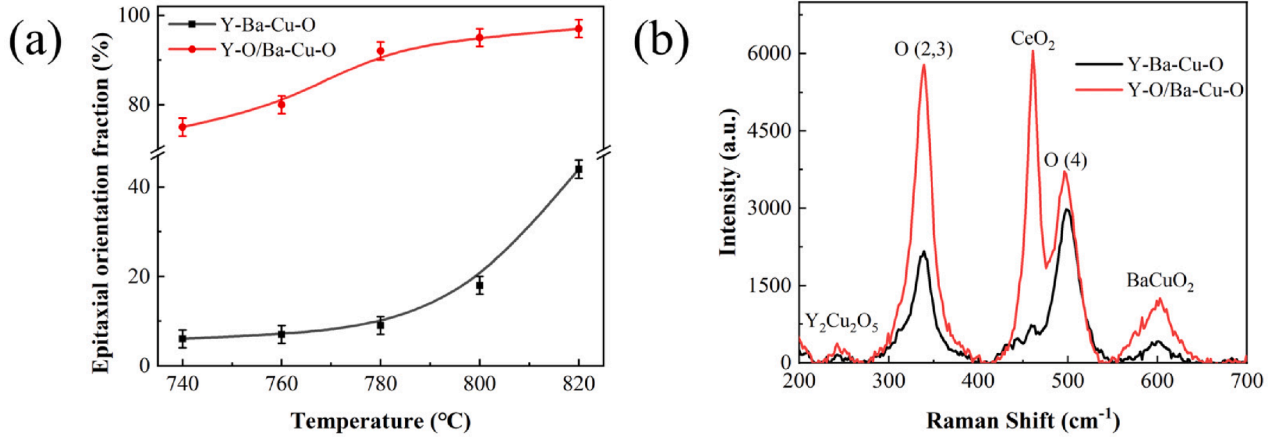 (a)
Y-Ba-Cu-O
Y-O/Ba-Cu-O
Epitaxial orientation fraction (%)
100
80
40
20
0
740
760
780
800
820
Temperature (℃)
(b)
O (2,3)
CeO₂
O (4)
BaCuO₂
Y₂Cu₂O₅
Y-Ba-Cu-O
Y-O/Ba-Cu-O
Intensity (a.u.)
6000
4500
3000
1500
0
200
300
400
500
600
700
Raman Shift (cm⁻¹)